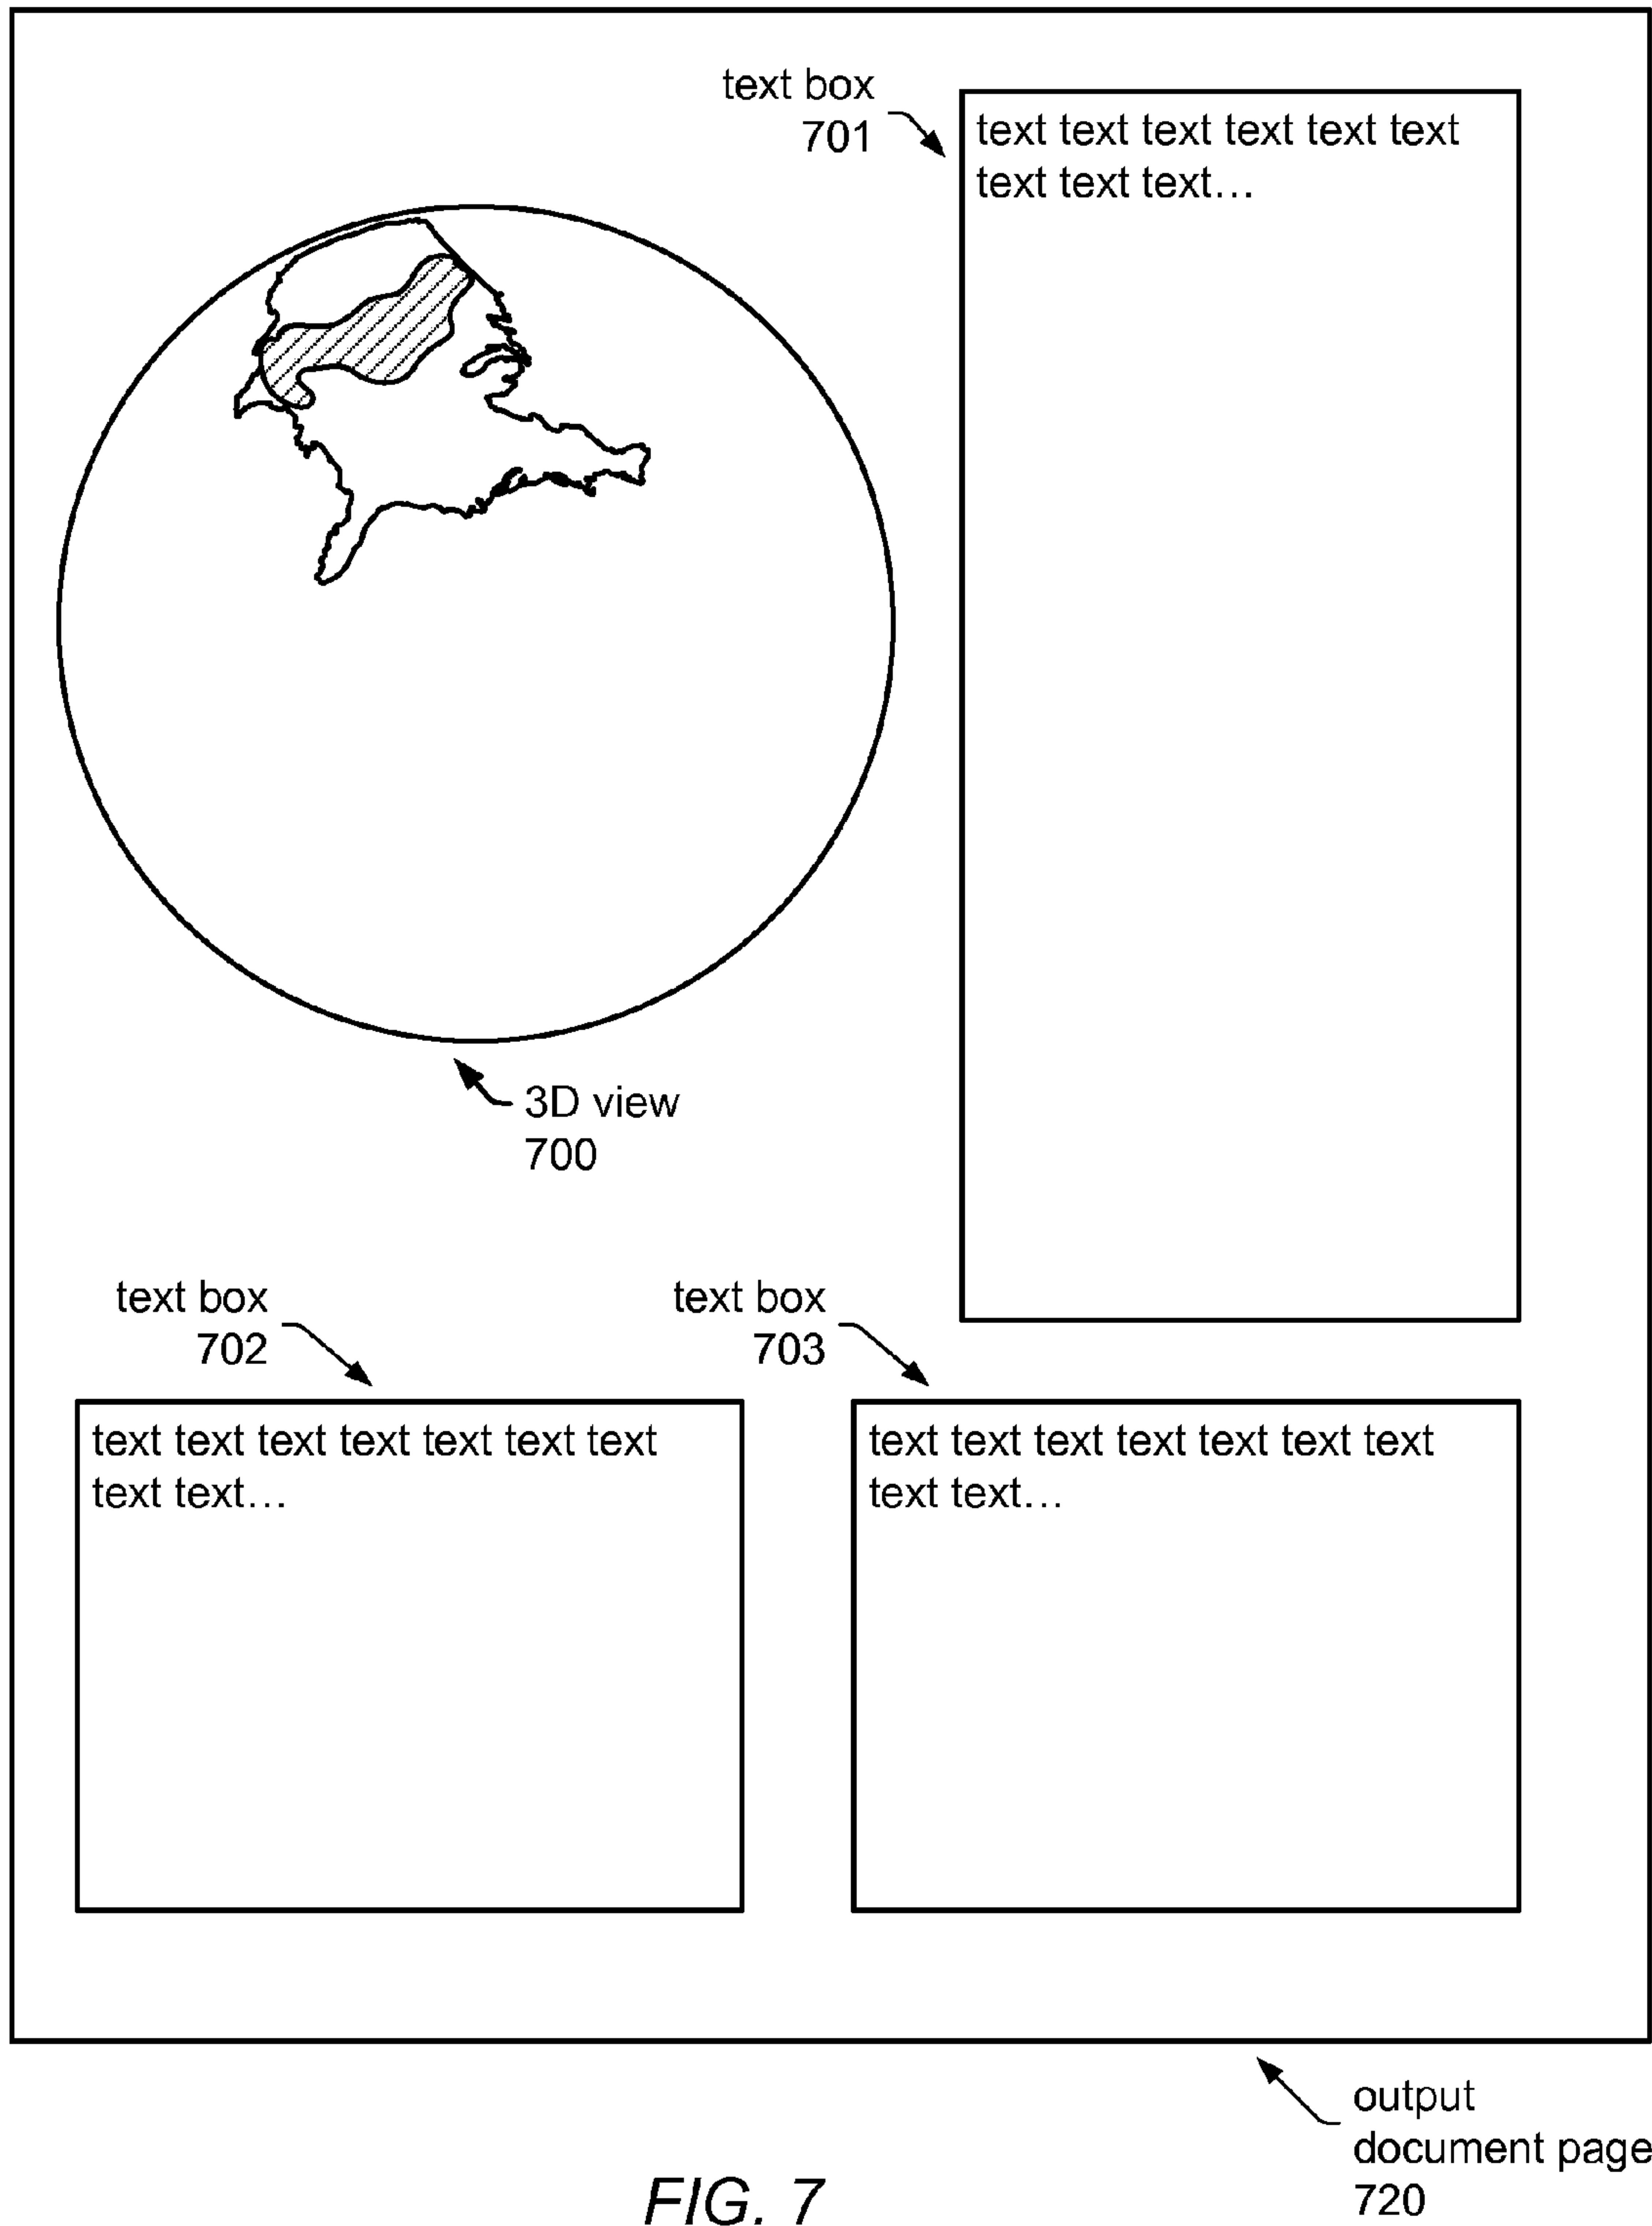 text box
701
text text text text text text
text text text…
3D view
700
text box
702
text box
703
text text text text text text text
text text…
text text text text text text text
text text…
output
document page
720
FIG. 7